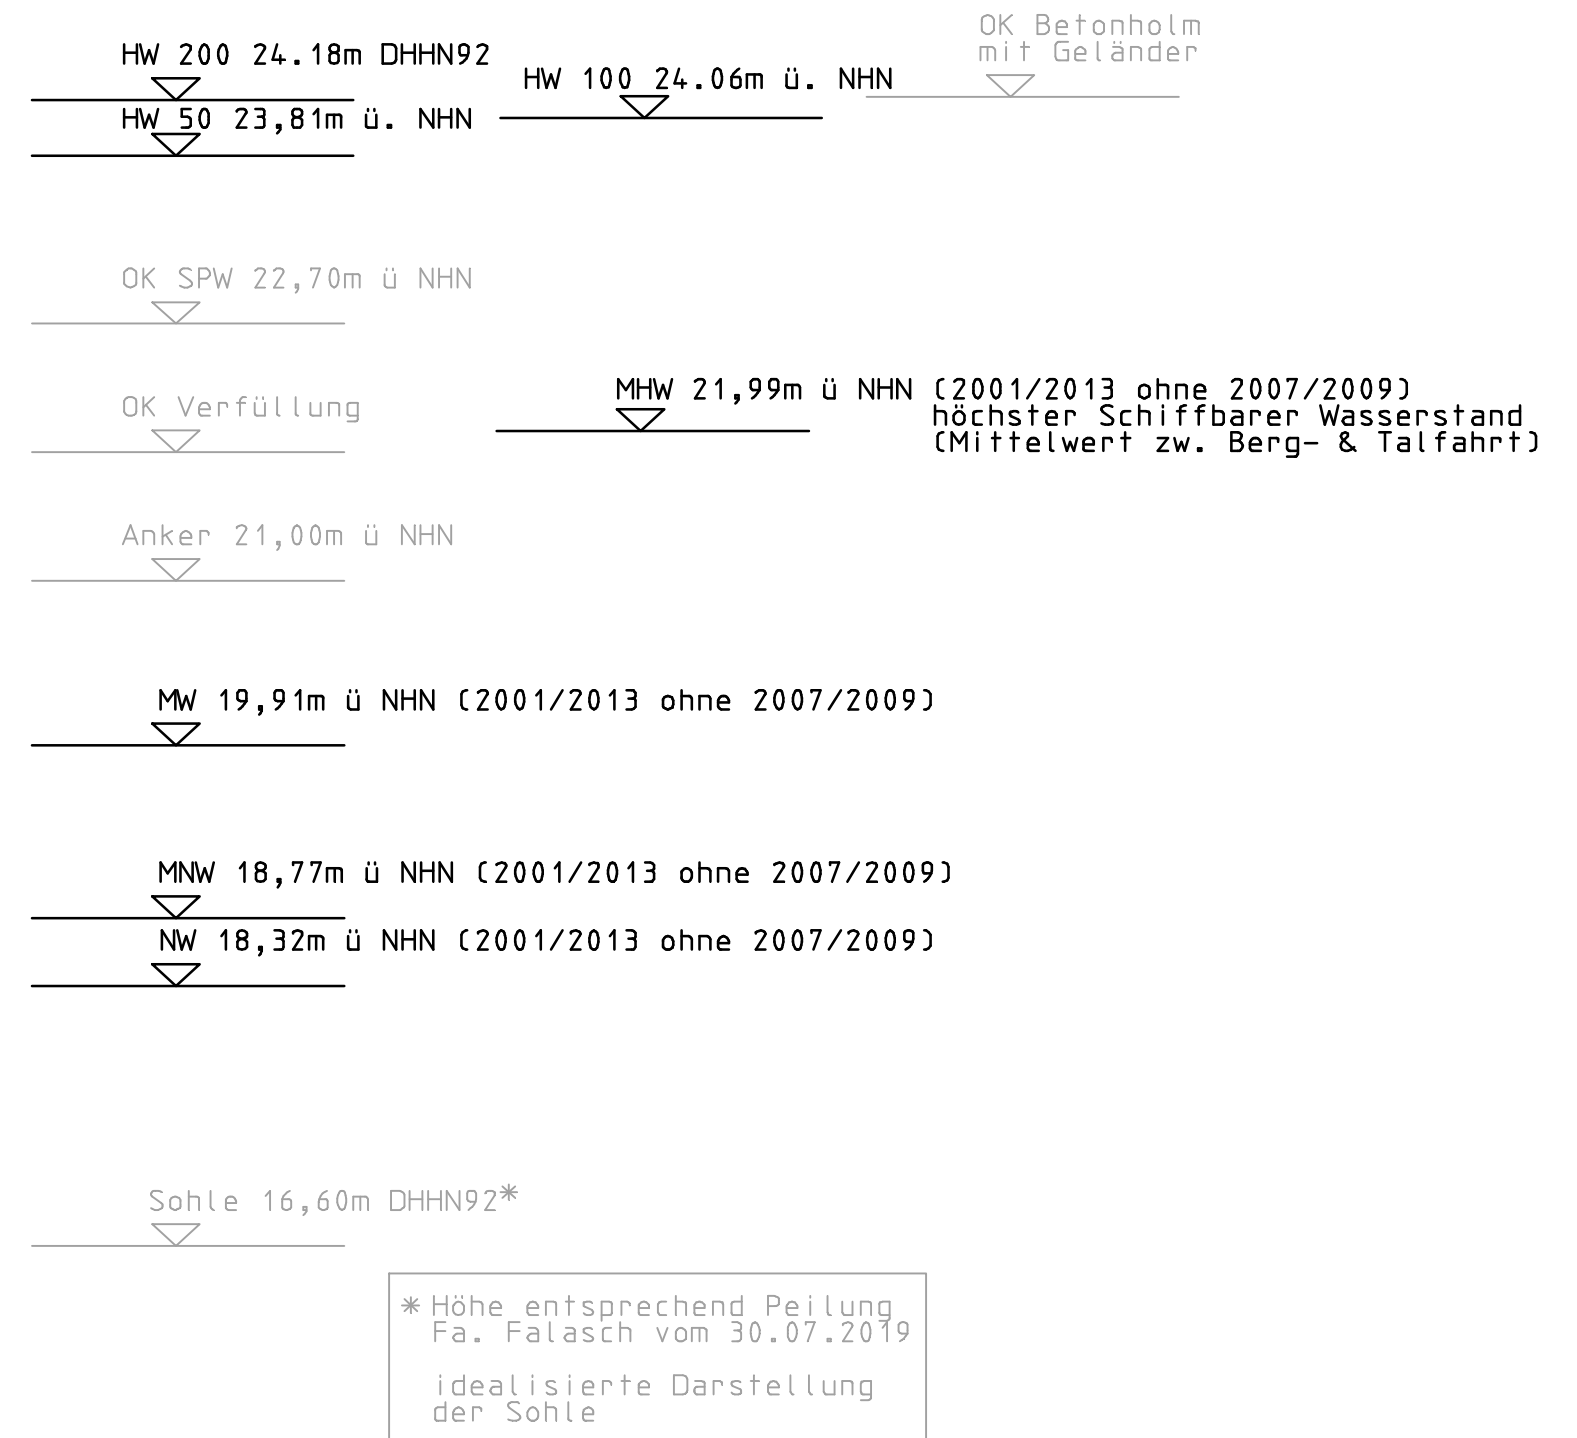 OK Betonholm
mit Geländer
HW 200 24.18m DHHN92
HW 100 24.06m ü. NHN
HW 50 23,81m ü. NHN
OK SPW 22,70m ü NHN
MHW 21,99m ü NHN (2001/2013 ohne 2007/2009)
höchster Schiffbarer Wasserstand
(Mittelwert zw. Berg- & Talfahrt)
OK Verfüllung
Anker 21,00m ü NHN
MW 19,91m ü NHN (2001/2013 ohne 2007/2009)
MNW 18,77m ü NHN (2001/2013 ohne 2007/2009)
NW 18,32m ü NHN (2001/2013 ohne 2007/2009)
Sohle 16,60m DHHN92*
* Höhe entsprechend Peilung
Fa. Falasch vom 30.07.2019
idealisierte Darstellung
der Sohle